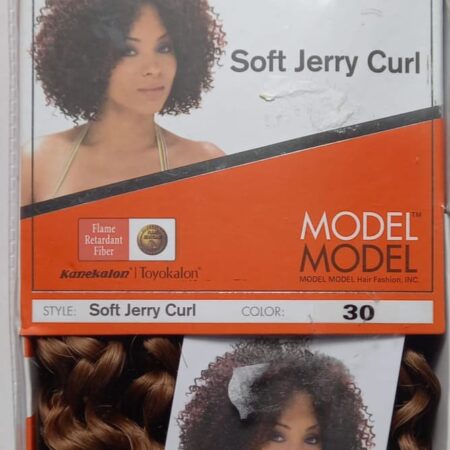 Soft Jerry Curl
Flame
Retardant
Fiber
Kanekalon® | Toyokalon®
MODEL™
MODEL
MODEL MODEL Hair Fashion, INC.
STYLE: Soft Jerry Curl COLOR: 30